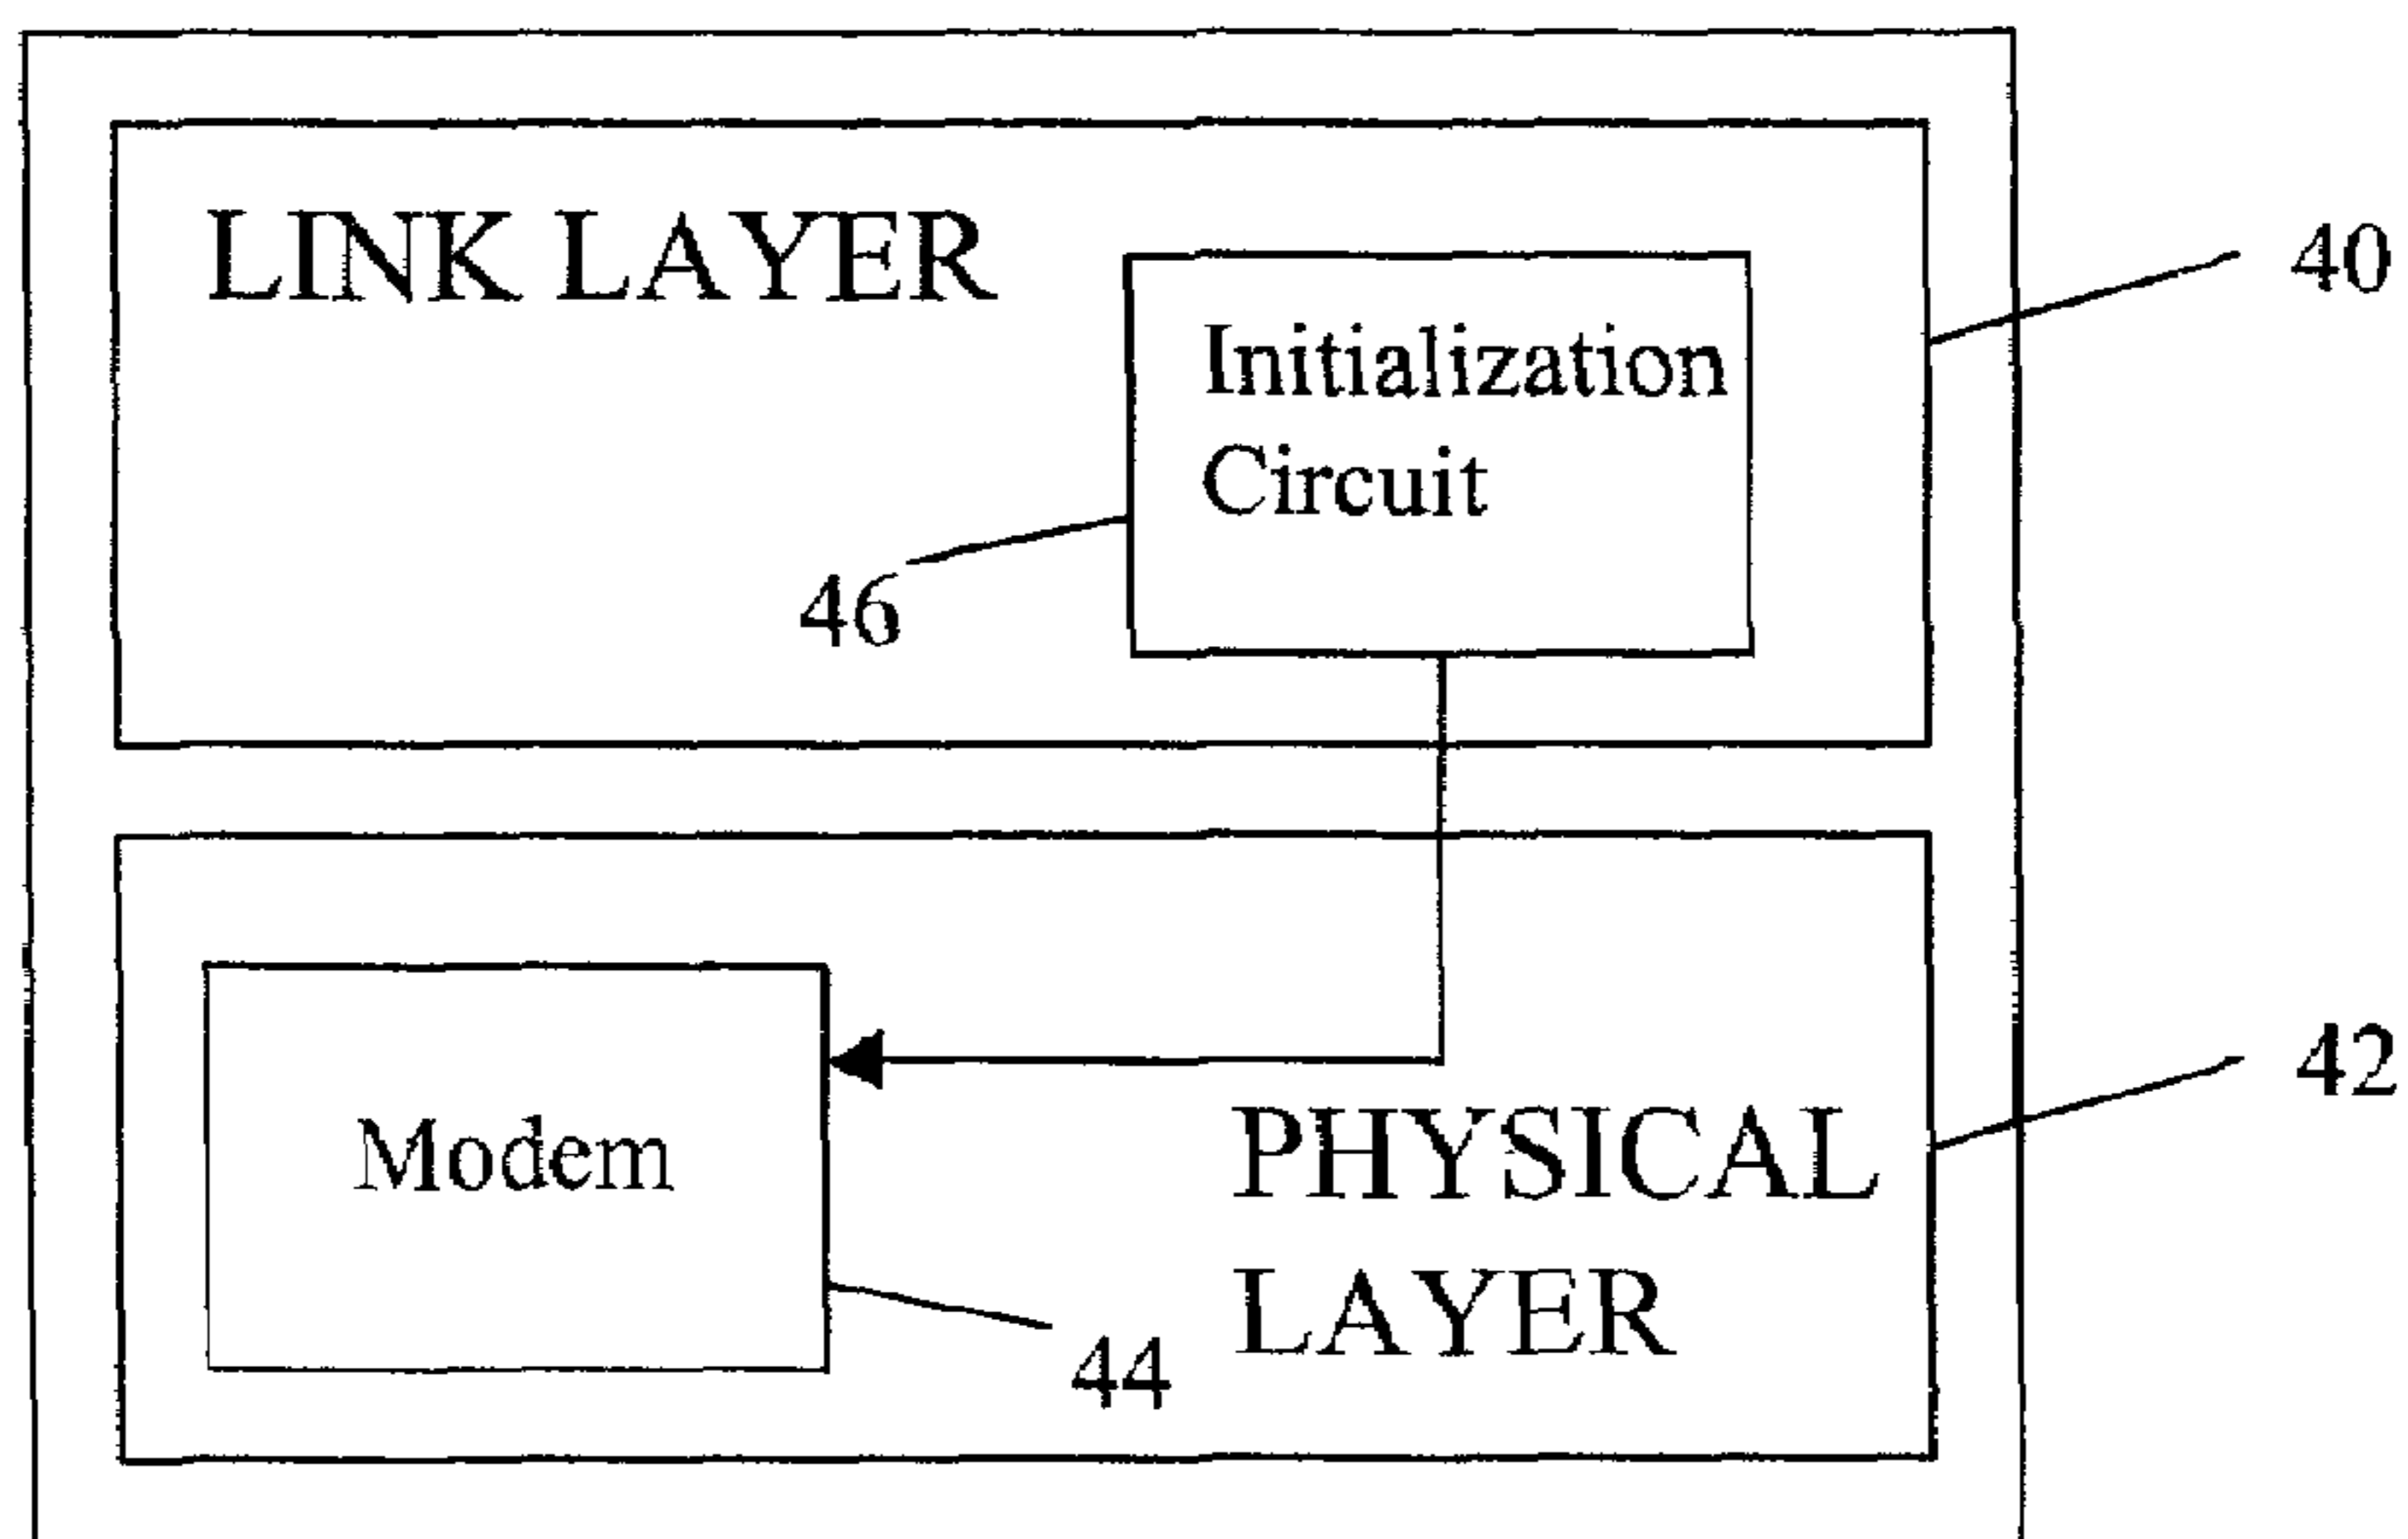 LINK LAYER
Initialization
Circuit
40
46
42
Modem
PHYSICAL
LAYER
44